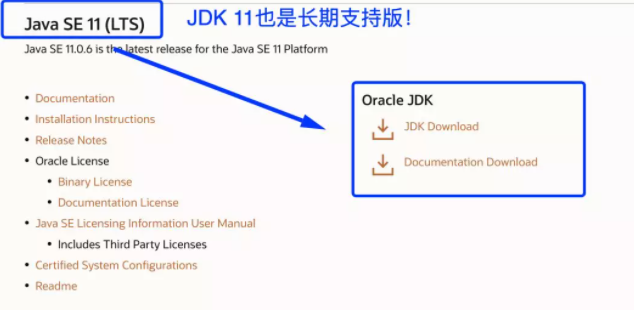 Java SE 11 (LTS)
JDK 11也是长期支持版！
Java SE 11.0.6 is the latest release for the Java SE 11 Platform
Documentation
Installation Instructions
Release Notes
Oracle License
Binary License
Documentation License
Java SE Licensing Information User Manual
Includes Third Party Licenses
Certified System Configurations
Readme
Oracle JDK
JDK Download
Documentation Download